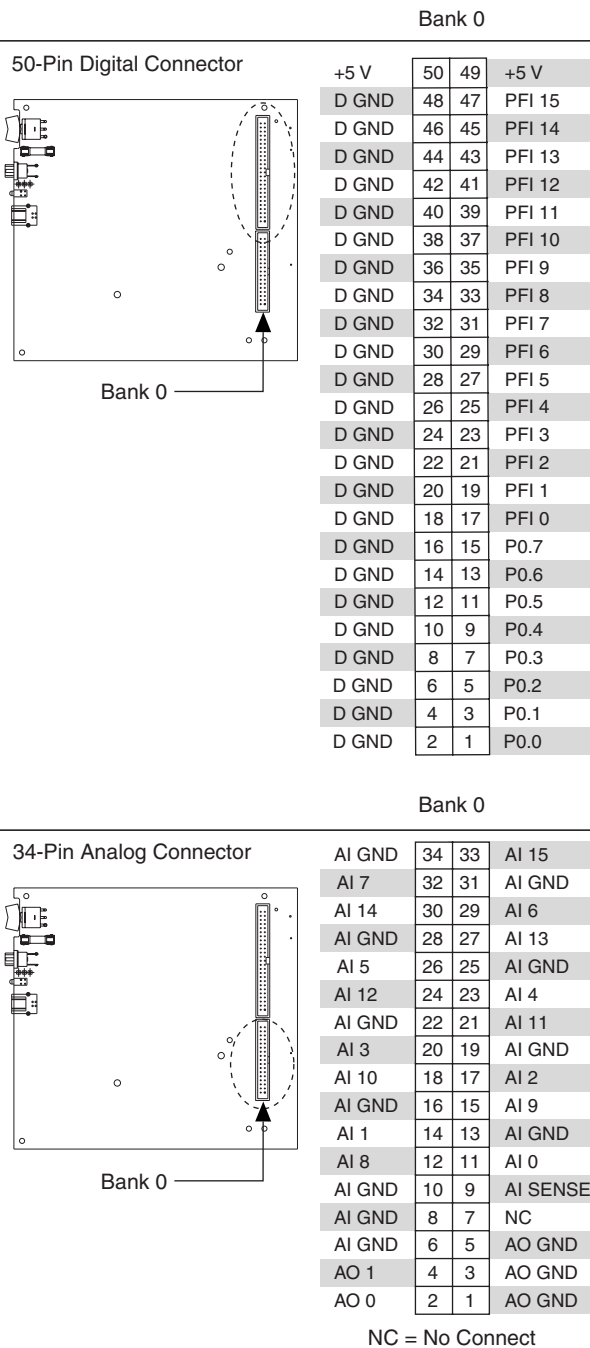 Bank 0
50-Pin Digital Connector
+5 V 50 49 +5 V
D GND 48 47 PFI 15
D GND 46 45 PFI 14
D GND 44 43 PFI 13
D GND 42 41 PFI 12
D GND 40 39 PFI 11
D GND 38 37 PFI 10
D GND 36 35 PFI 9
D GND 34 33 PFI 8
D GND 32 31 PFI 7
D GND 30 29 PFI 6
D GND 28 27 PFI 5
D GND 26 25 PFI 4
D GND 24 23 PFI 3
D GND 22 21 PFI 2
D GND 20 19 PFI 1
D GND 18 17 PFI 0
D GND 16 15 P0.7
D GND 14 13 P0.6
D GND 12 11 P0.5
D GND 10 9 P0.4
D GND 8 7 P0.3
D GND 6 5 P0.2
D GND 4 3 P0.1
D GND 2 1 P0.0
Bank 0
Bank 0
34-Pin Analog Connector
AI GND 34 33 AI 15
AI 7 32 31 AI GND
AI 14 30 29 AI 6
AI GND 28 27 AI 13
AI 5 26 25 AI GND
AI 12 24 23 AI 4
AI GND 22 21 AI 11
AI 3 20 19 AI GND
AI 10 18 17 AI 2
AI GND 16 15 AI 9
AI 1 14 13 AI GND
AI 8 12 11 AI 0
AI GND 10 9 AI SENSE
AI GND 8 7 NC
AI GND 6 5 AO GND
AO 1 4 3 AO GND
AO 0 2 1 AO GND
Bank 0
NC = No Connect